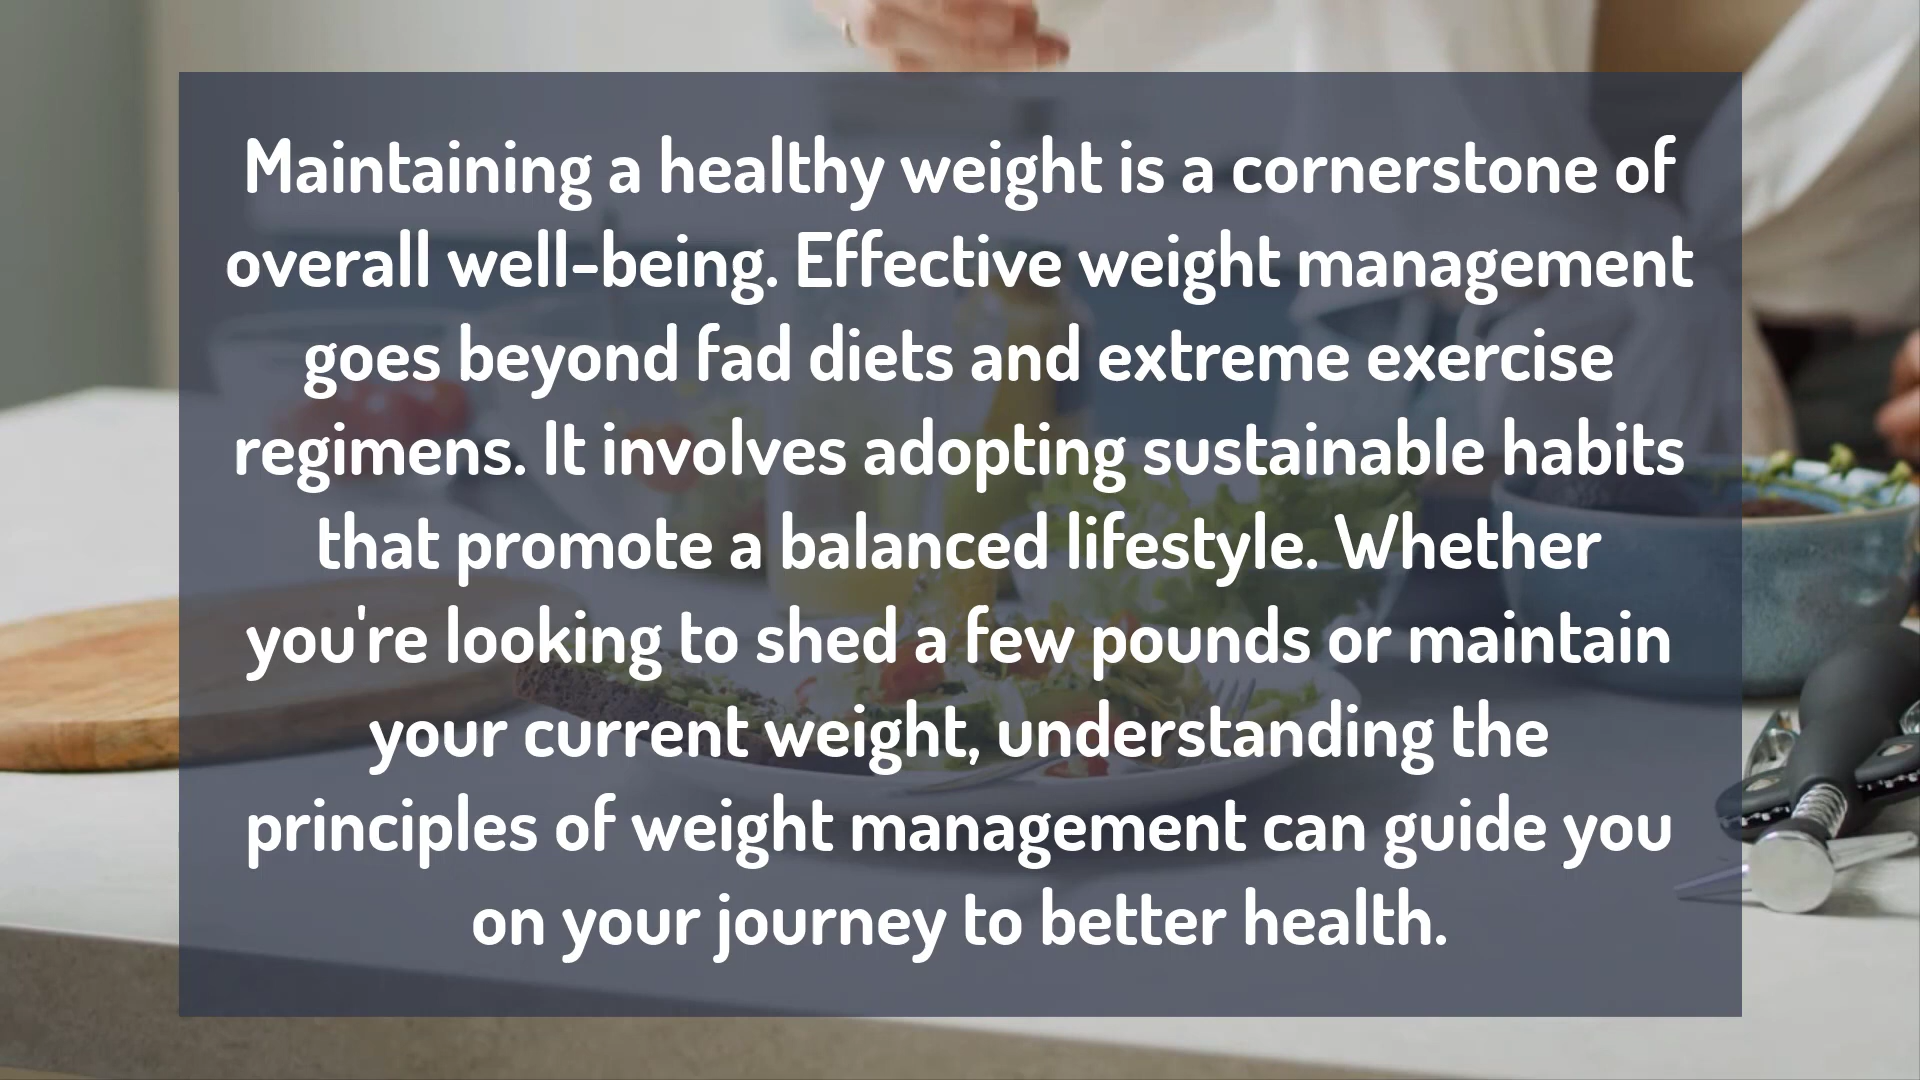 Maintaining a healthy weight is a cornerstone of
overall well-being. Effective weight management
goes beyond fad diets and extreme exercise
regimens. It involves adopting sustainable habits
that promote a balanced lifestyle. Whether
you're looking to shed a few pounds or maintain
your current weight, understanding the
principles of weight management can guide you
on your journey to better health.